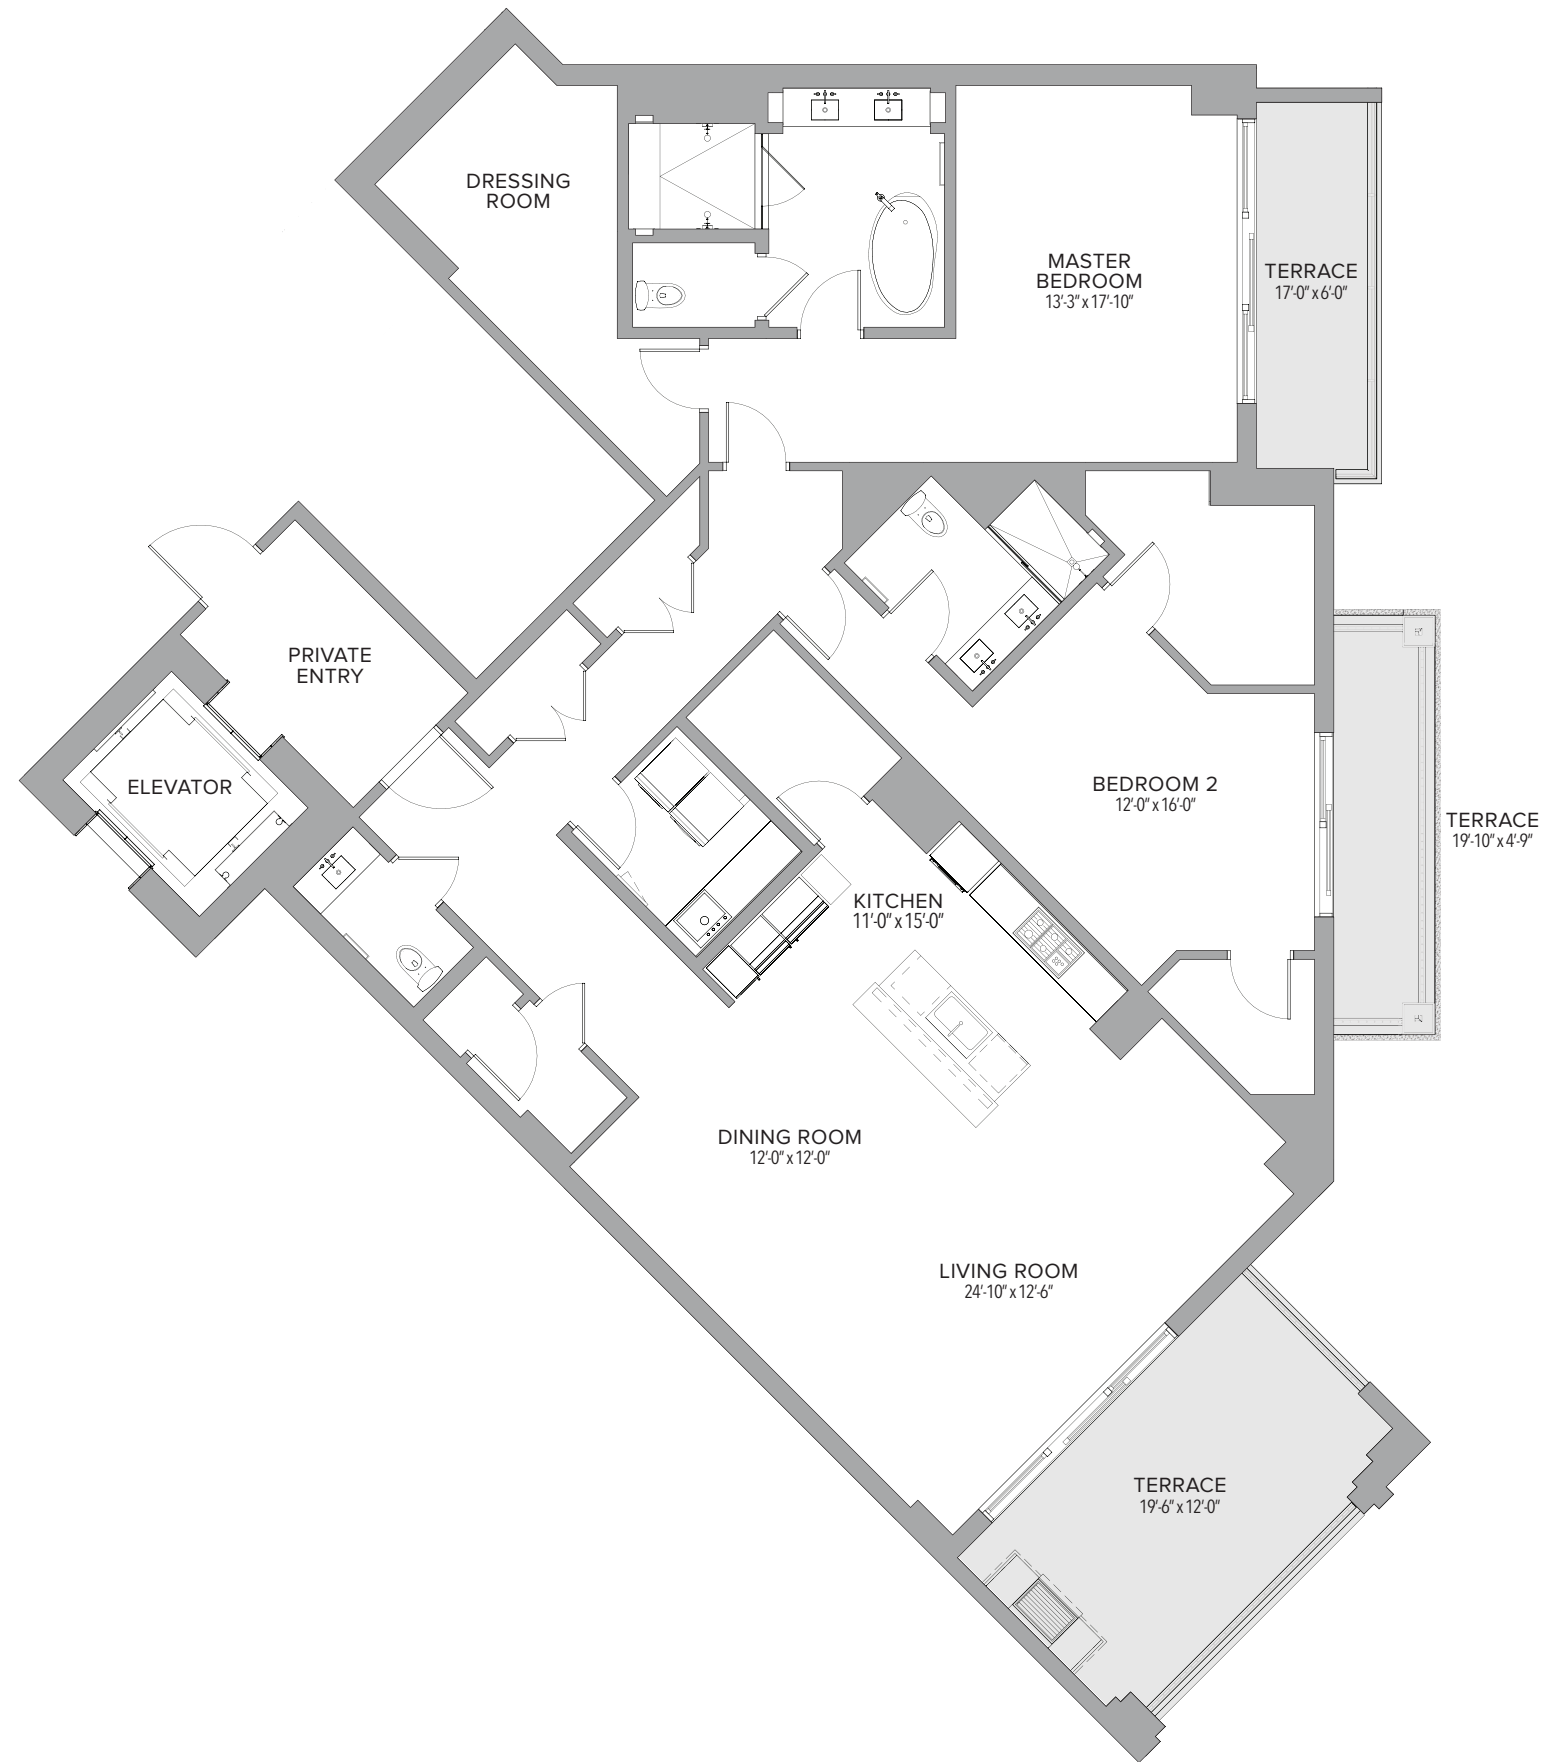 DRESSING
ROOM
MASTER
BEDROOM
13'-3" x 17'-10"
TERRACE
17'-0" x 6'-0"
PRIVATE
ENTRY
ELEVATOR
BEDROOM 2
12'-0" x 16'-0"
TERRACE
19'-10" x 4'-9"
KITCHEN
11'-0" x 15'-0"
DINING ROOM
12'-0" x 12'-0"
LIVING ROOM
24'-10" x 12'-6"
TERRACE
19'-6" x 12'-0"